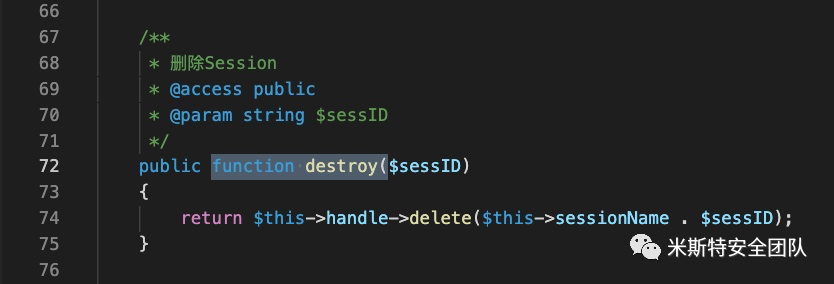 66
67 /**
68 * 删除Session
69 * @access public
70 * @param string $sessID
71 */
72 public function destroy($sessID)
73 {
74 return $this->handle->delete($this->sessionName . $sessID);
75 }
76
米斯特安全团队